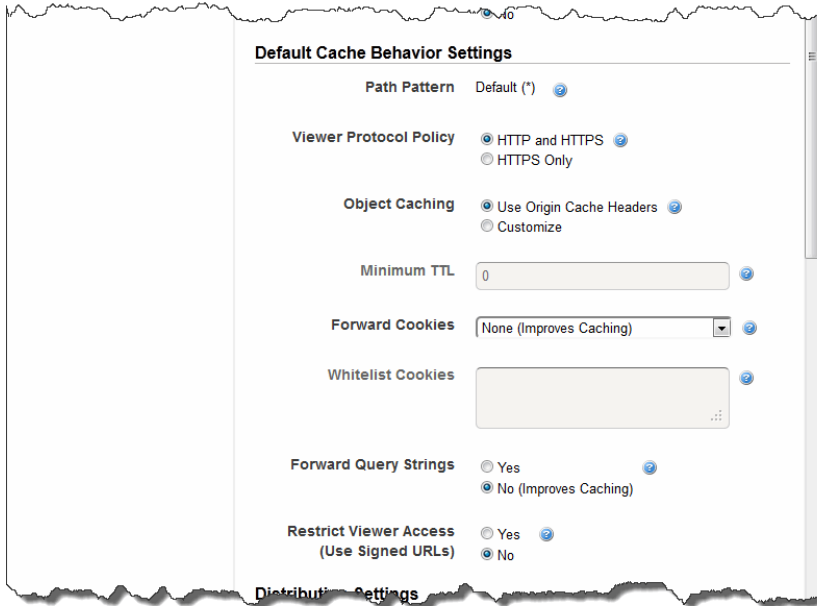 Default Cache Behavior Settings
Path Pattern Default (*)
Viewer Protocol Policy HTTP and HTTPS
HTTPS Only
Object Caching Use Origin Cache Headers
Customize
Minimum TTL 0
Forward Cookies None (Improves Caching)
Whitelist Cookies
Forward Query Strings Yes
No (Improves Caching)
Restrict Viewer Access Yes
(Use Signed URLs) No
Distribution Settings